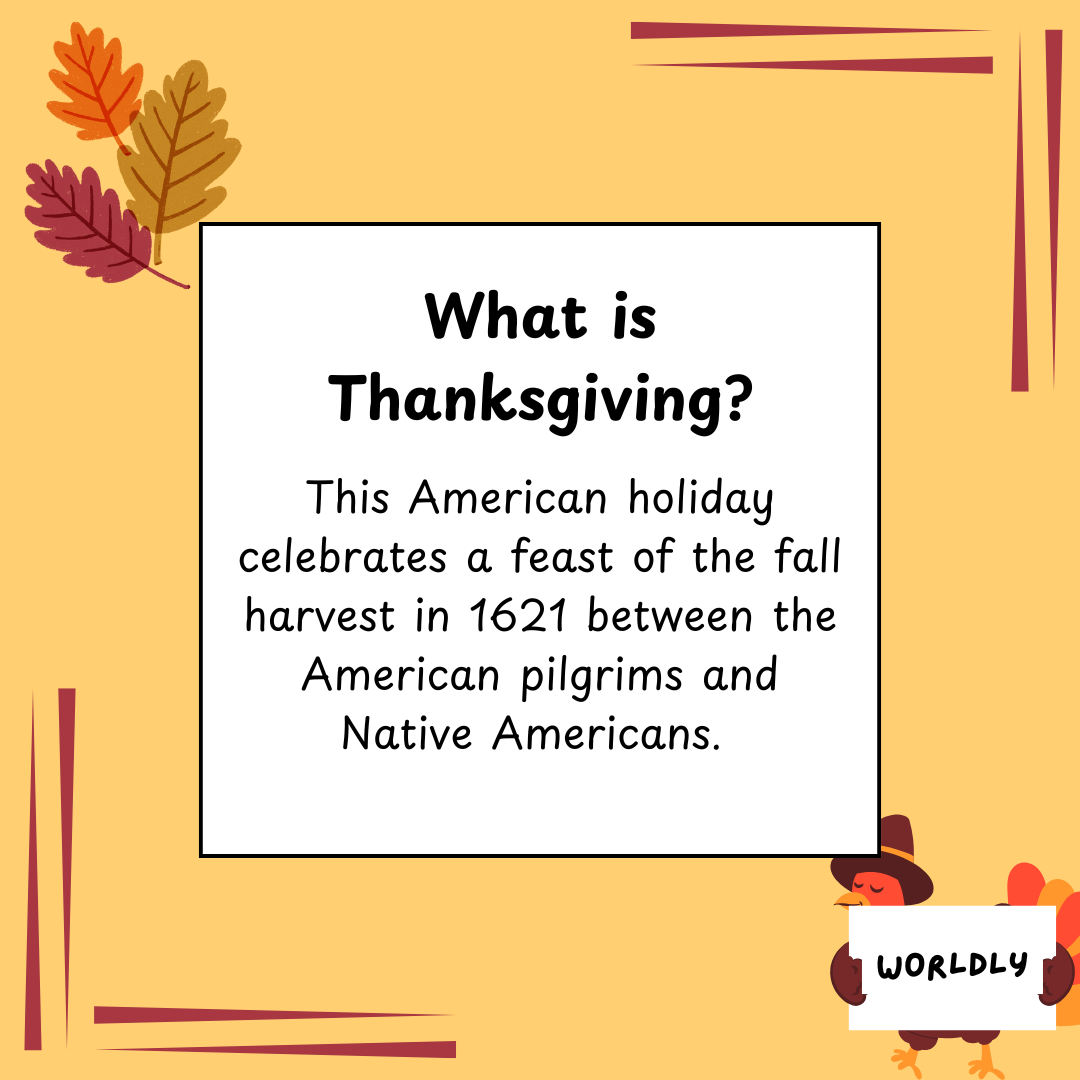 What is
Thanksgiving?
This American holiday
celebrates a feast of the fall
harvest in 1621 between the
American pilgrims and
Native Americans.
WORLDLY